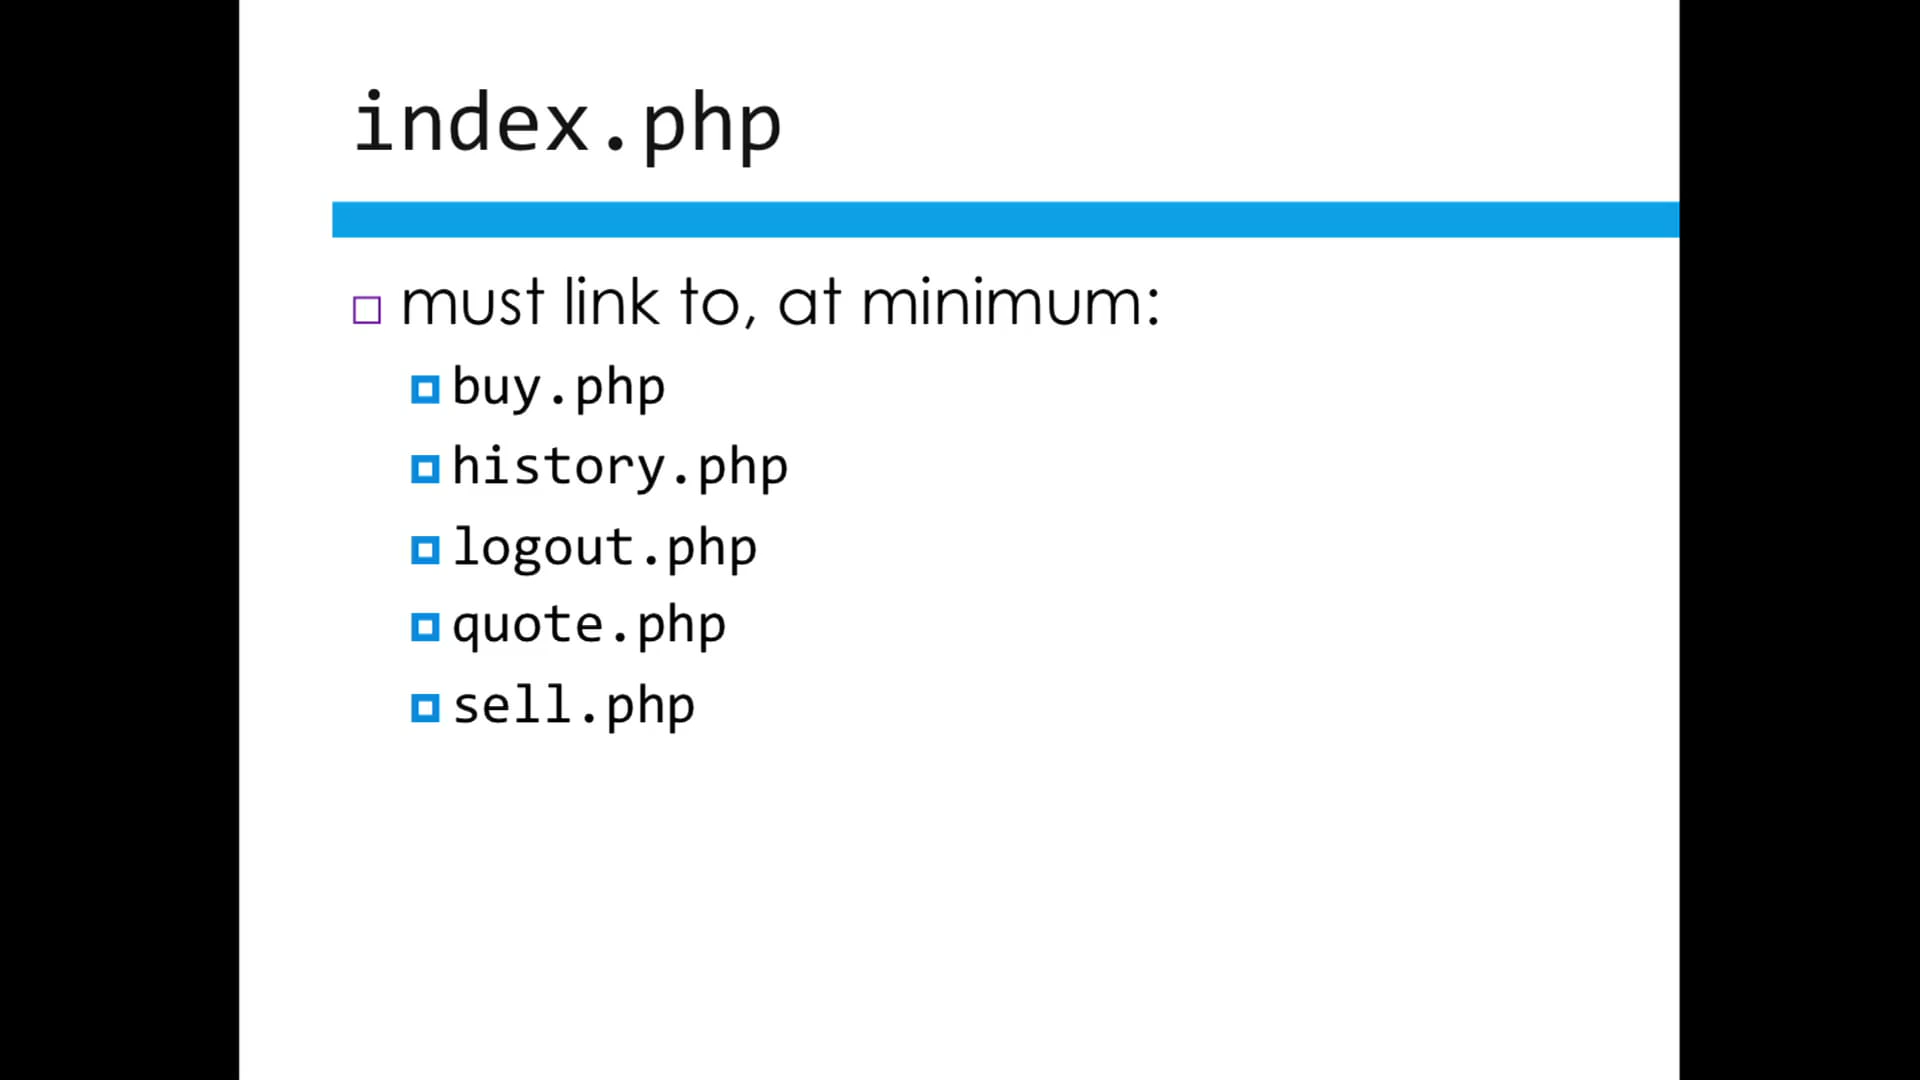 index.php
must link to, at minimum:
buy.php
history.php
logout.php
quote.php
sell.php